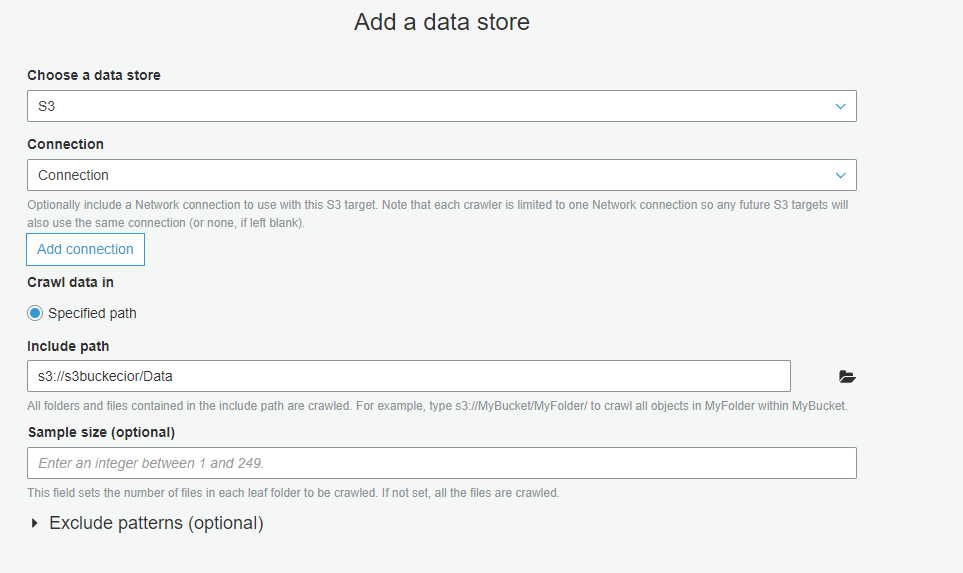 Add a data store
Choose a data store
S3
Connection
Connection
Optionally include a Network connection to use with this S3 target. Note that each crawler is limited to one Network connection so any future S3 targets will
also use the same connection (or none, if left blank).
Add connection
Crawl data in
Specified path
Include path
s3://s3buckecior/Data
All folders and files contained in the include path are crawled. For example, type s3://MyBucket/MyFolder/ to crawl all objects in MyFolder within MyBucket.
Sample size (optional)
Enter an integer between 1 and 249.
This field sets the number of files in each leaf folder to be crawled. If not set, all the files are crawled.
Exclude patterns (optional)